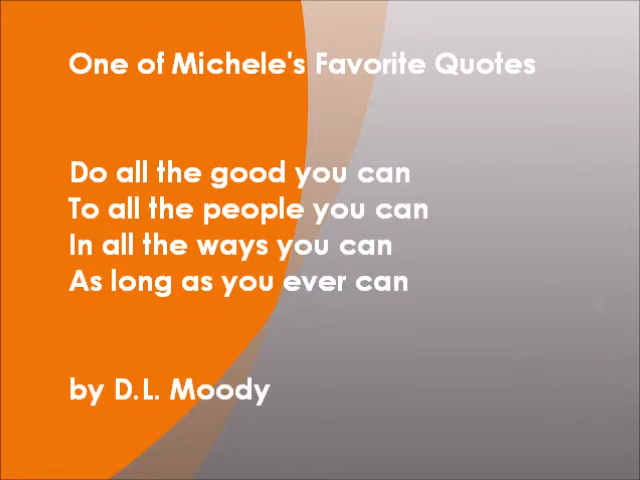 One of Michele's Favorite Quotes
Do all the good you can
To all the people you can
In all the ways you can
As long as you ever can
by D.L. Moody